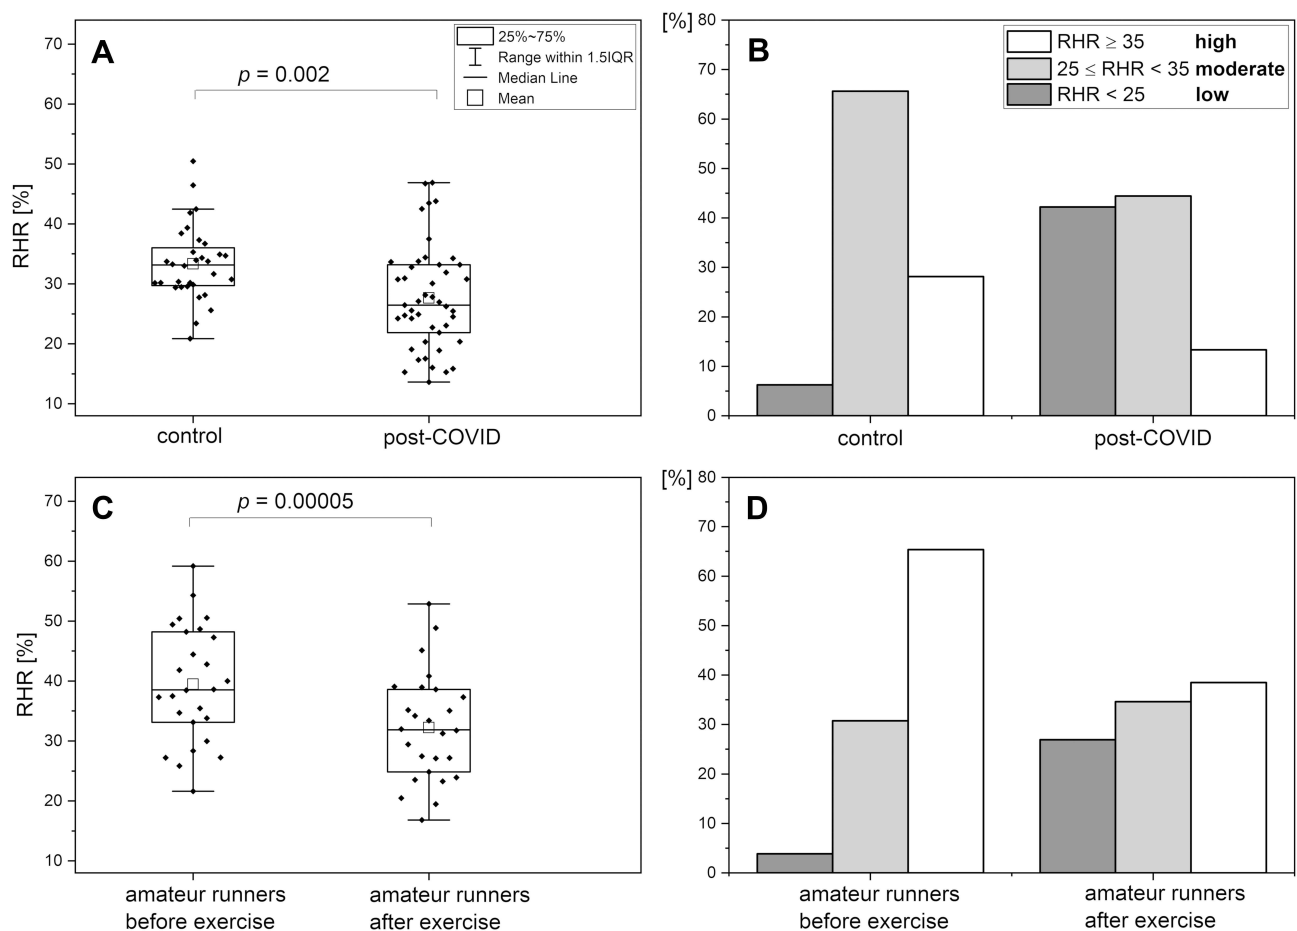 A
p = 0.002
25%~75%
Range within 1.5IQR
Median Line
Mean
RHR [%]
70
60
50
40
30
20
10
control post-COVID
[%]
B
RHR ≥ 35 high
25 ≤ RHR < 35 moderate
RHR < 25 low
80
70
60
50
40
30
20
10
0
control post-COVID
C
p = 0.00005
RHR [%]
70
60
50
40
30
20
10
amateur runners
before exercise
amateur runners
after exercise
[%]
D
80
70
60
50
40
30
20
10
0
amateur runners
before exercise
amateur runners
after exercise